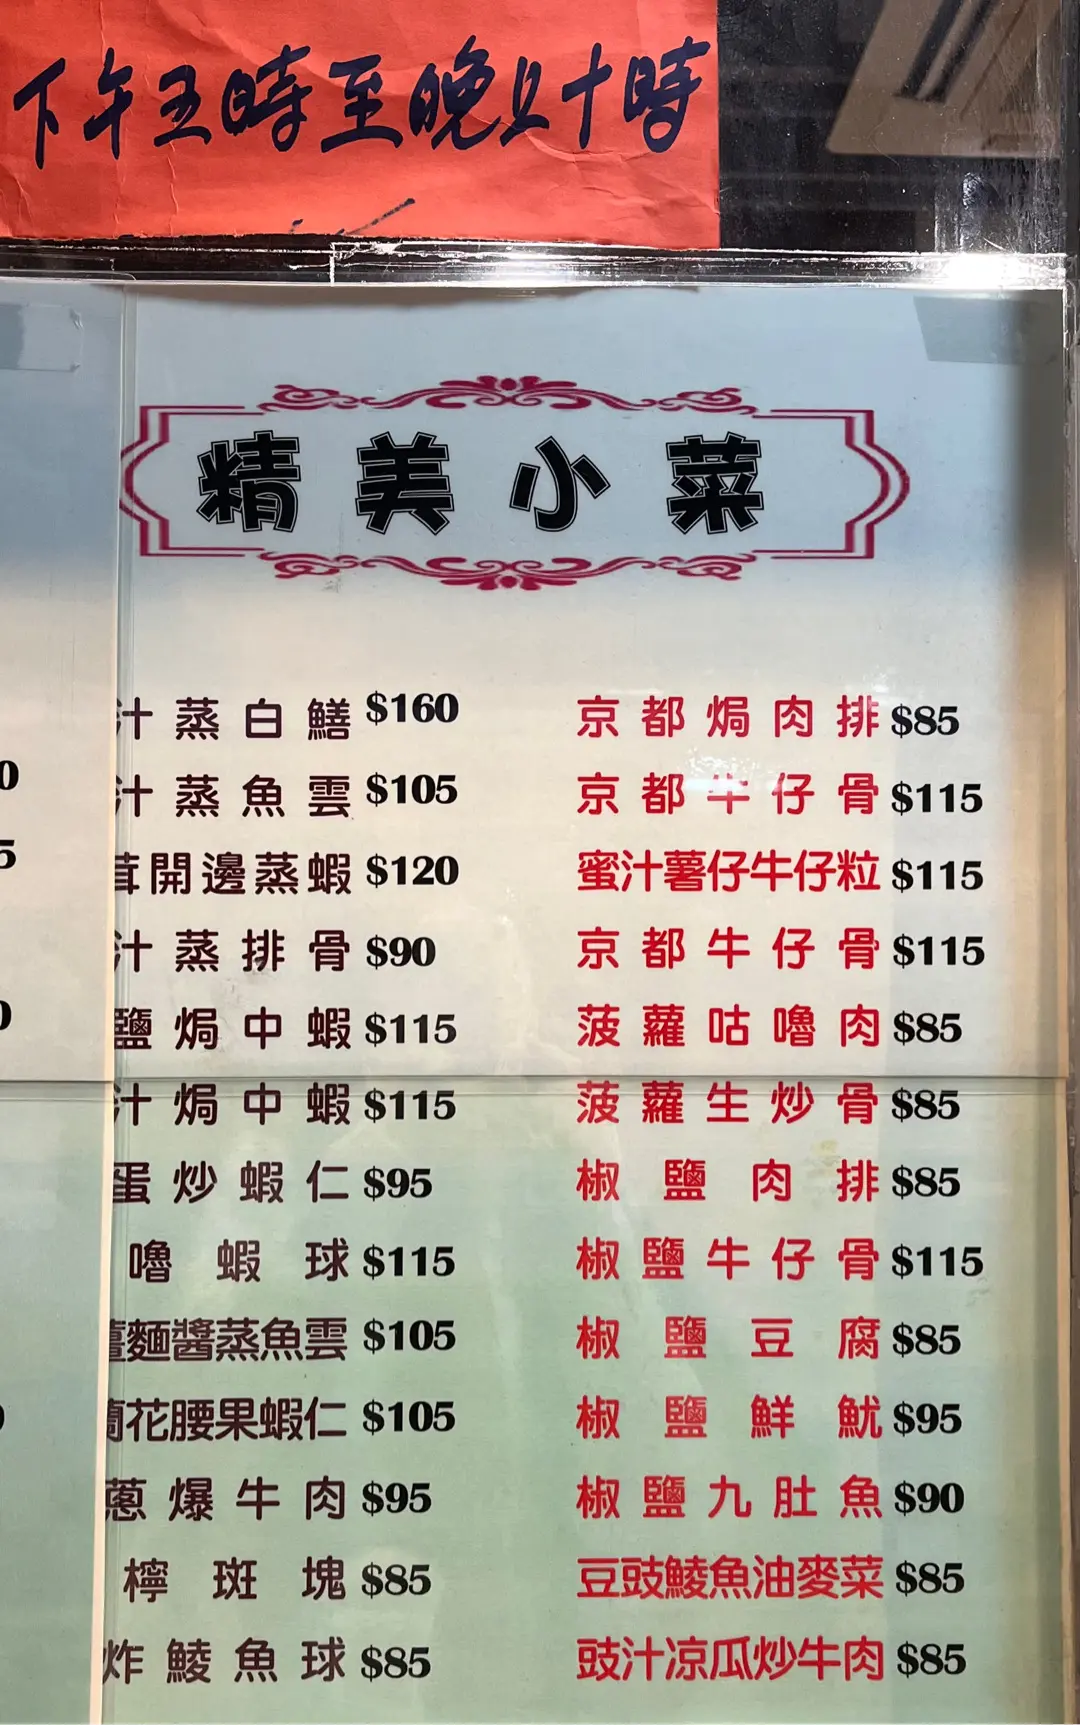 下午五時至晚上十時
精美小菜
汁蒸白鱔 $160
汁蒸魚雲 $105
茸開邊蒸蝦 $120
汁蒸排骨 $90
鹽焗中蝦 $115
汁焗中蝦 $115
蛋炒蝦仁 $95
嚕蝦球 $115
麵醬蒸魚雲 $105
蘭花腰果蝦仁 $105
蔥爆牛肉 $95
檸斑塊 $85
炸鯪魚球 $85
京都焗肉排 $85
京都牛仔骨 $115
蜜汁薯仔牛仔粒 $115
京都牛仔骨 $115
菠蘿咕嚕肉 $85
菠蘿生炒骨 $85
椒鹽肉排 $85
椒鹽牛仔骨 $115
椒鹽豆腐 $85
椒鹽鮮魷 $95
椒鹽九肚魚 $90
豆豉鯪魚油麥菜 $85
豉汁涼瓜炒牛肉 $85